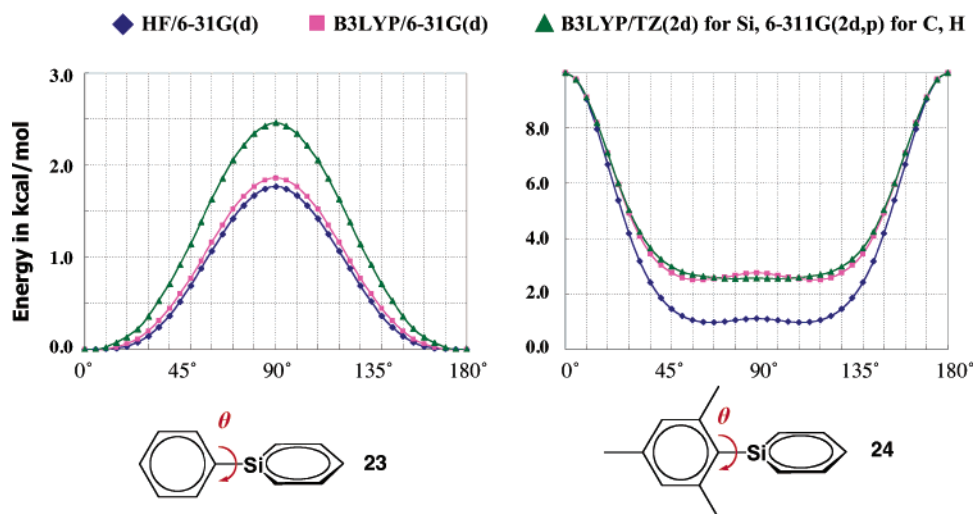 HF/6-31G(d) B3LYP/6-31G(d) B3LYP/TZ(2d) for Si, 6-311G(2d,p) for C, H
Energy in kcal/mol
3.0
2.0
1.0
0.0
0° 45° 90° 135° 180°
8.0
6.0
4.0
2.0
0.0
0° 45° 90° 135° 180°
θ
Si
23
θ
Si
24